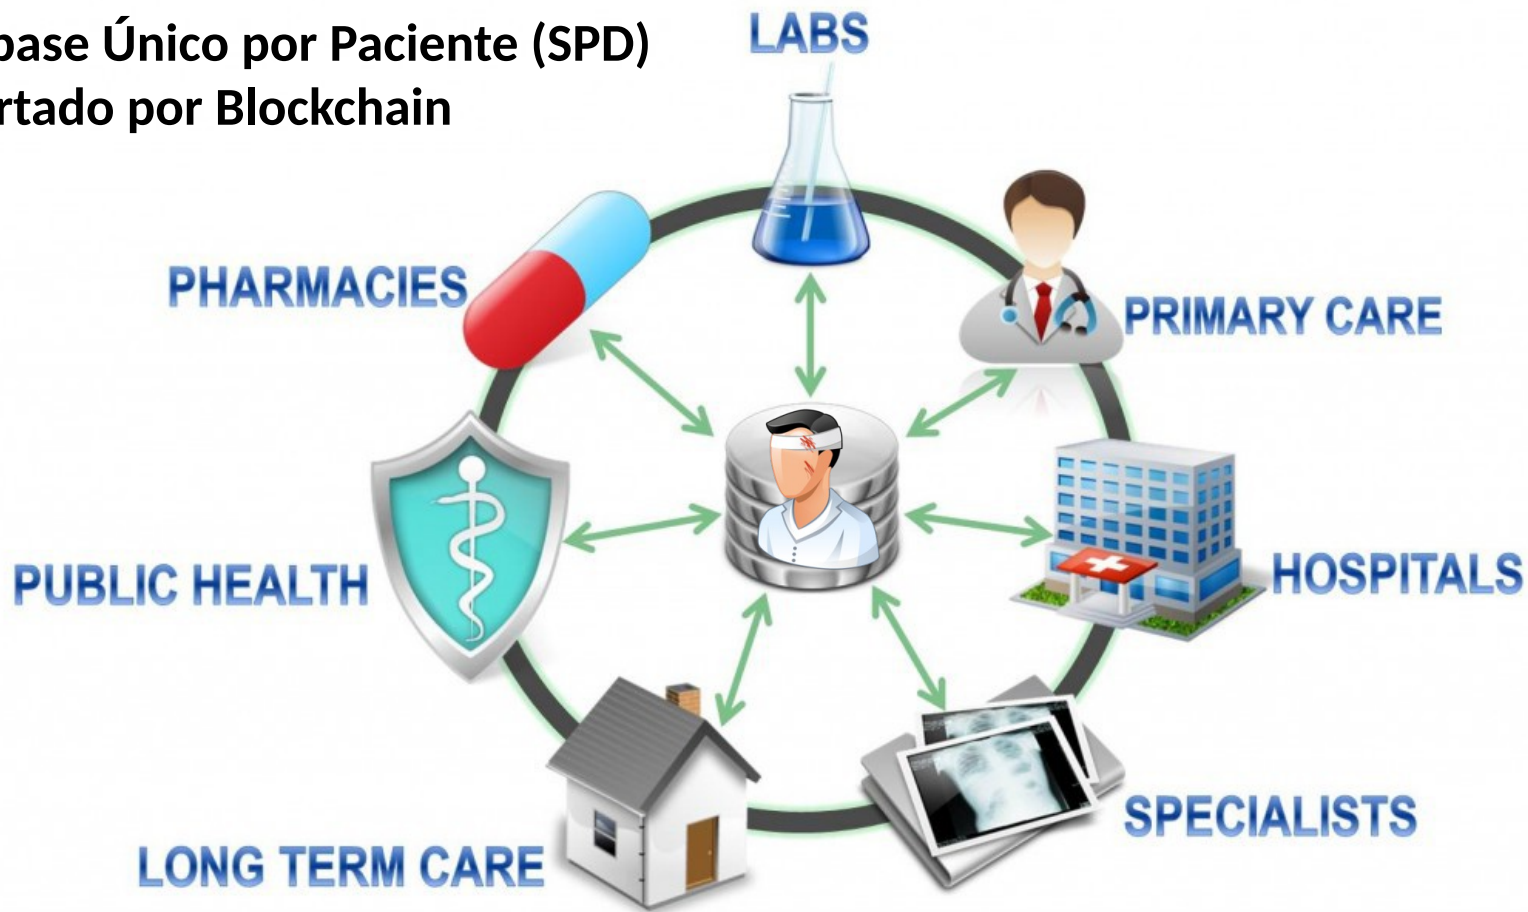 base Único por Paciente (SPD)
rtado por Blockchain
LABS
PHARMACIES
PRIMARY CARE
PUBLIC HEALTH
HOSPITALS
LONG TERM CARE
SPECIALISTS